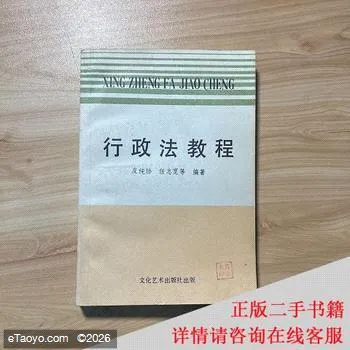 XING ZHENG FA JIAO CHENG
行政法教程
皮纯协 任志宽等 编著
文化艺术出版社出版
正版二手书籍
详情请咨询在线客服
eTaoyo.com ©2026